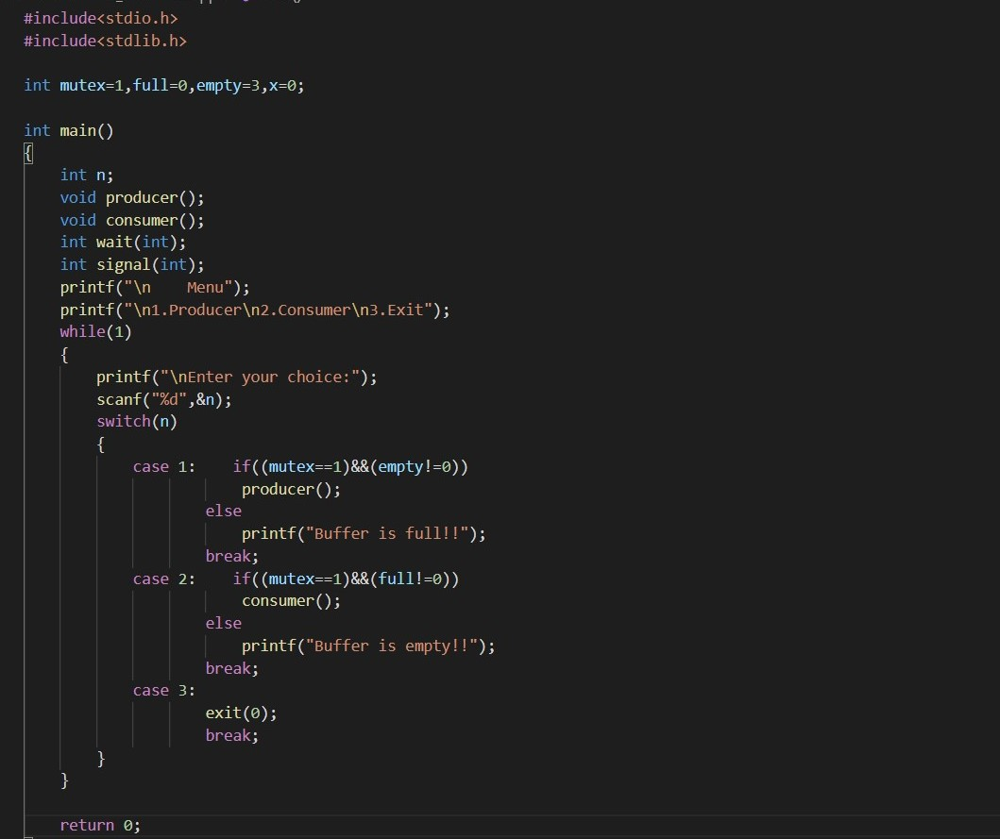 #include<stdio.h>
#include<stdlib.h>

int mutex=1,full=0,empty=3,x=0;

int main()
{
    int n;
    void producer();
    void consumer();
    int wait(int);
    int signal(int);
    printf("\n    Menu");
    printf("\n1.Producer\n2.Consumer\n3.Exit");
    while(1)
    {
        printf("\nEnter your choice:");
        scanf("%d",&n);
        switch(n)
        {
            case 1:    if((mutex==1)&&(empty!=0))
                        producer();
                    else
                        printf("Buffer is full!!");
                    break;
            case 2:    if((mutex==1)&&(full!=0))
                        consumer();
                    else
                        printf("Buffer is empty!!");
                    break;
            case 3:
                    exit(0);
                    break;
        }
    }

    return 0;